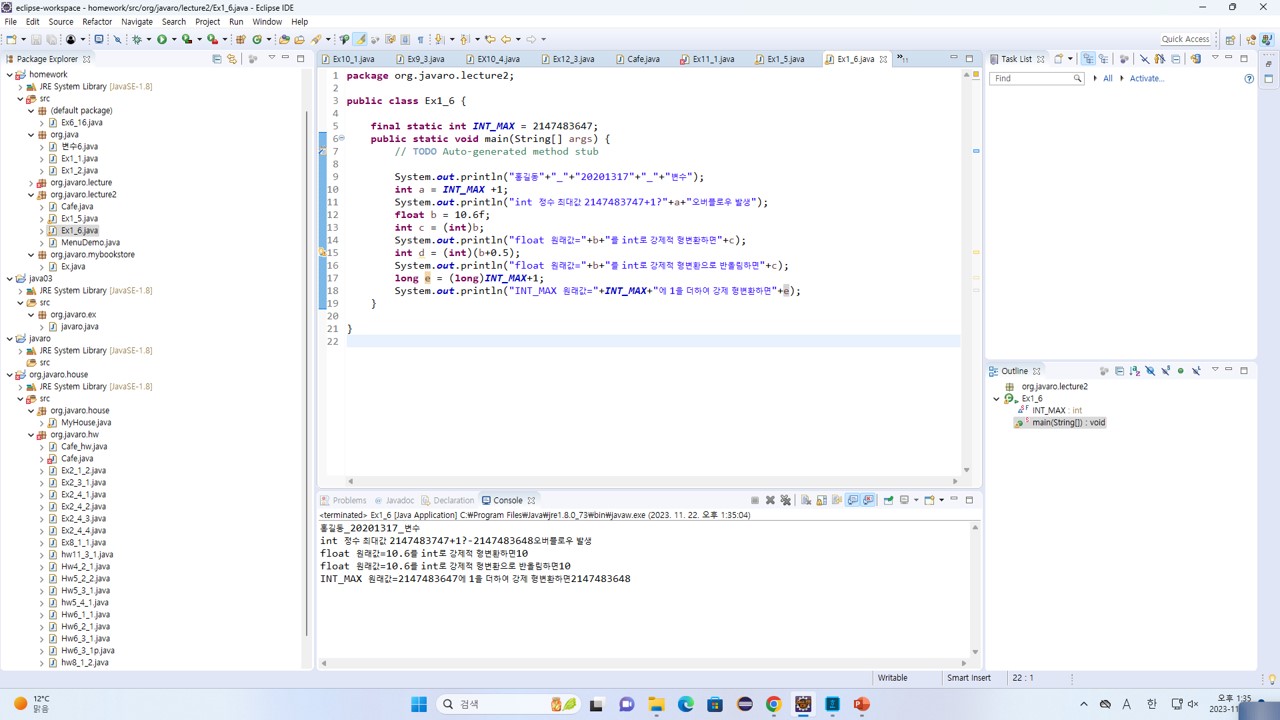 eclipse-workspace - homework/src/org/javaro/lecture2/Ex1_6.java - Eclipse IDE
File Edit Source Refactor Navigate Search Project Run Window Help
Quick Access
Package Explorer
homework
JRE System Library [JavaSE-1.8]
src
(default package)
Ex6_16.java
org.java
변수6.java
Ex1_1.java
Ex1_2.java
org.javaro.lecture
org.javaro.lecture2
Cafe.java
Ex1_5.java
Ex1_6.java
MenuDemo.java
org.javaro.mybookstore
Ex.java
java03
JRE System Library [JavaSE-1.8]
src
org.javaro.ex
javaro.java
javaro
JRE System Library [JavaSE-1.8]
src
org.javaro.house
JRE System Library [JavaSE-1.8]
src
org.javaro.house
MyHouse.java
org.javaro.hw
Cafe_hw.java
Cafe.java
Ex2_1_2.java
Ex2_3_1.java
Ex2_4_1.java
Ex2_4_2.java
Ex2_4_3.java
Ex2_4_4.java
Ex8_1_1.java
hw11_3_1.java
Hw4_2_1.java
Hw5_2_2.java
Hw5_3_1.java
hw5_4_1.java
Hw6_1_1.java
Hw6_2_1.java
Hw6_3_1.java
Hw6_3_1p.java
hw8_1_2.java
Ex10_1.java Ex9_3.java EX10_4.java Ex12_3.java Cafe.java Ex11_1.java Ex1_5.java Ex1_6.java
1 package org.javaro.lecture2;
2
3 public class Ex1_6 {
4
5 final static int INT_MAX = 2147483647;
6 public static void main(String[] args) {
7 // TODO Auto-generated method stub
8
9 System.out.println("홍길동"+"_"+"20201317"+"_"+"변수");
10 int a = INT_MAX +1;
11 System.out.println("int 정수 최대값 2147483747+1?"+a+"오버플로우 발생");
12 float b = 10.6f;
13 int c = (int)b;
14 System.out.println("float 원래값="+b+"를 int로 강제적 형변환하면"+c);
15 int d = (int)(b+0.5);
16 System.out.println("float 원래값="+b+"를 int로 강제적 형변환으로 반올림하면"+c);
17 long e = (long)INT_MAX+1;
18 System.out.println("INT_MAX 원래값="+INT_MAX+"에 1을 더하여 강제 형변환하면"+e);
19 }
20
21 }
22
Problems Javadoc Declaration Console
<terminated> Ex1_6 [Java Application] C:₩Program Files₩Java₩jre1.8.0_73₩bin₩javaw.exe (2023. 11. 22. 오후 1:35:04)
홍길동_20201317_변수
int 정수 최대값 2147483747+1?-2147483648오버플로우 발생
float 원래값=10.6를 int로 강제적 형변환하면10
float 원래값=10.6를 int로 강제적 형변환으로 반올림하면10
INT_MAX 원래값=2147483647에 1을 더하여 강제 형변환하면2147483648
Task List
Find All Activate...
Outline
org.javaro.lecture2
Ex1_6
INT_MAX : int
main(String[]) : void
Writable Smart Insert 22 : 1
12°C
맑음
검색
A 한
오후 1:35